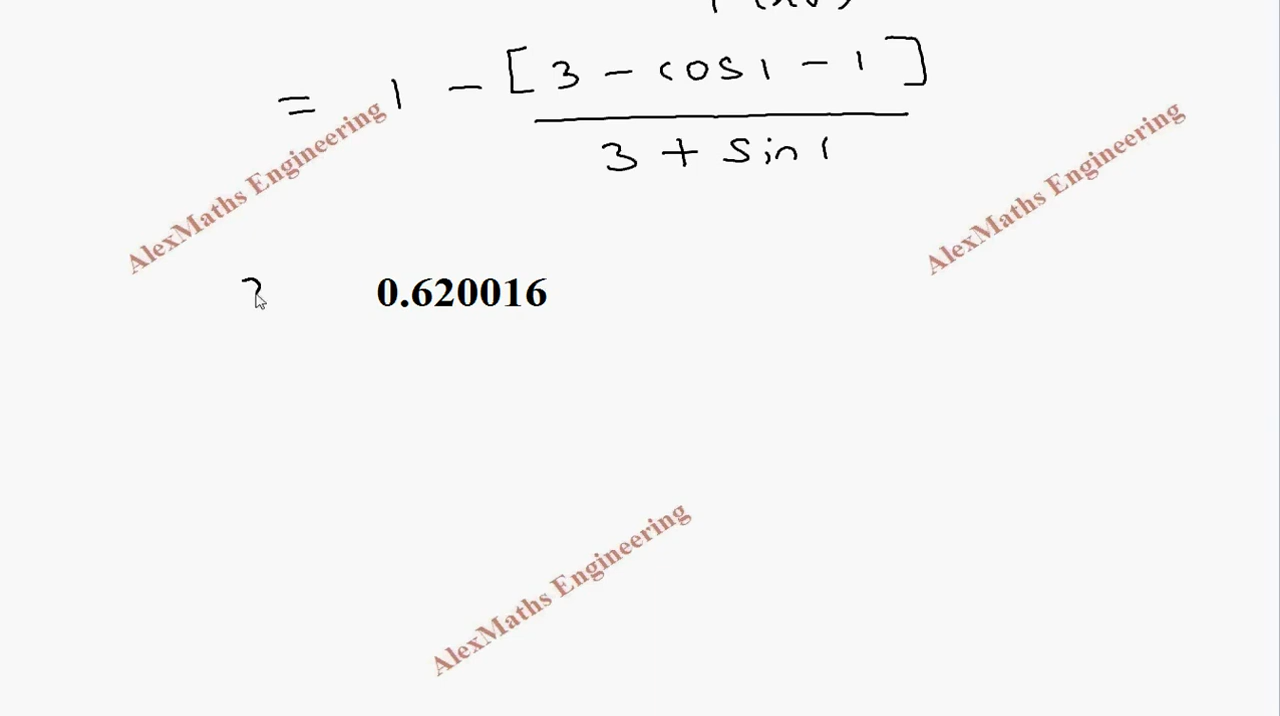 = 1 - [3 - cos1 - 1]
3 + sin1
AlexMaths Engineering
AlexMaths Engineering
0.620016
AlexMaths Engineering